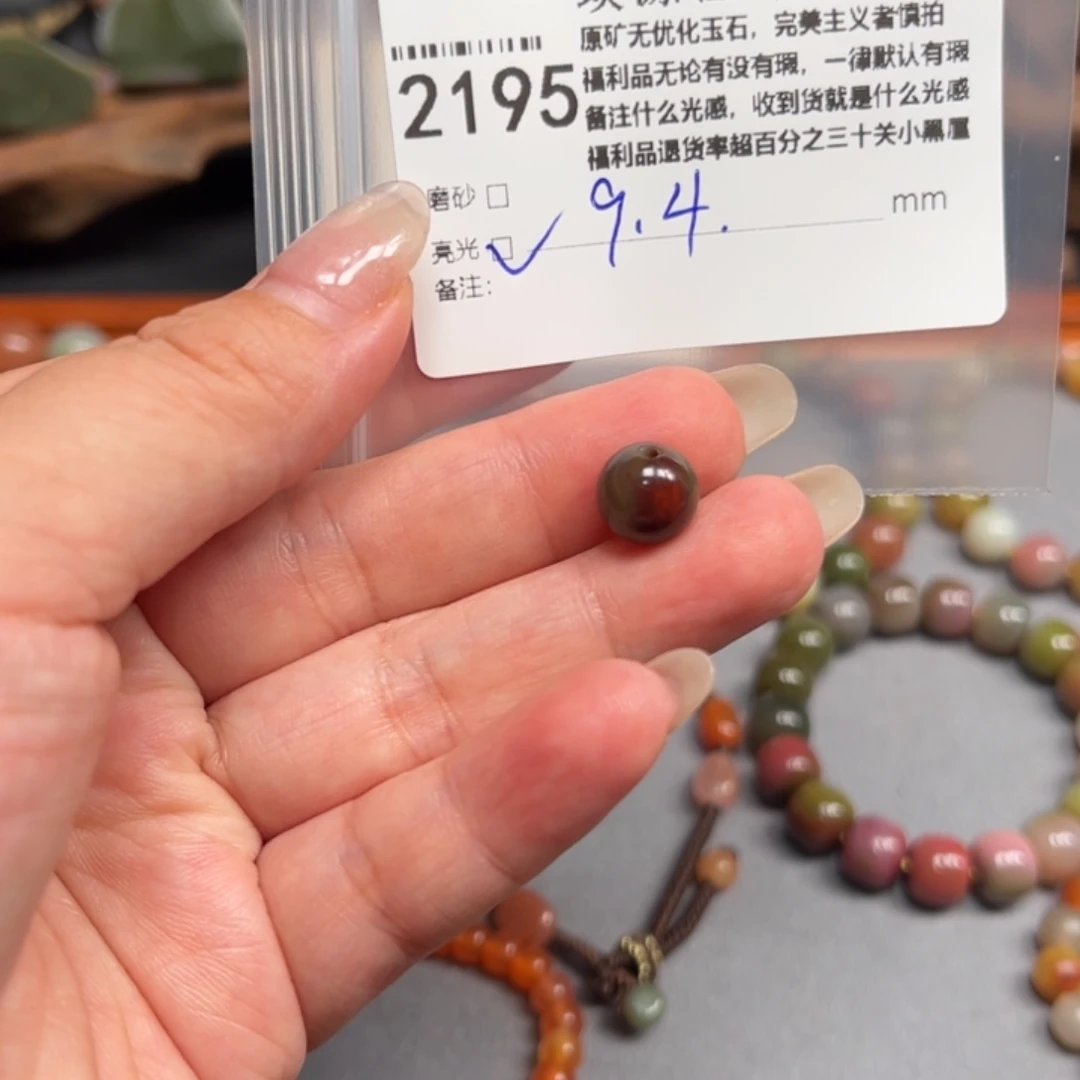 原矿无优化玉石，完美主义者慎拍
福利品无论有没有瑕，一律默认有瑕
2195
备注什么光感，收到货就是什么光感
福利品退货率超百分之三十关小黑屋
磨砂 □
亮光 ☑ 9.4. mm
备注：